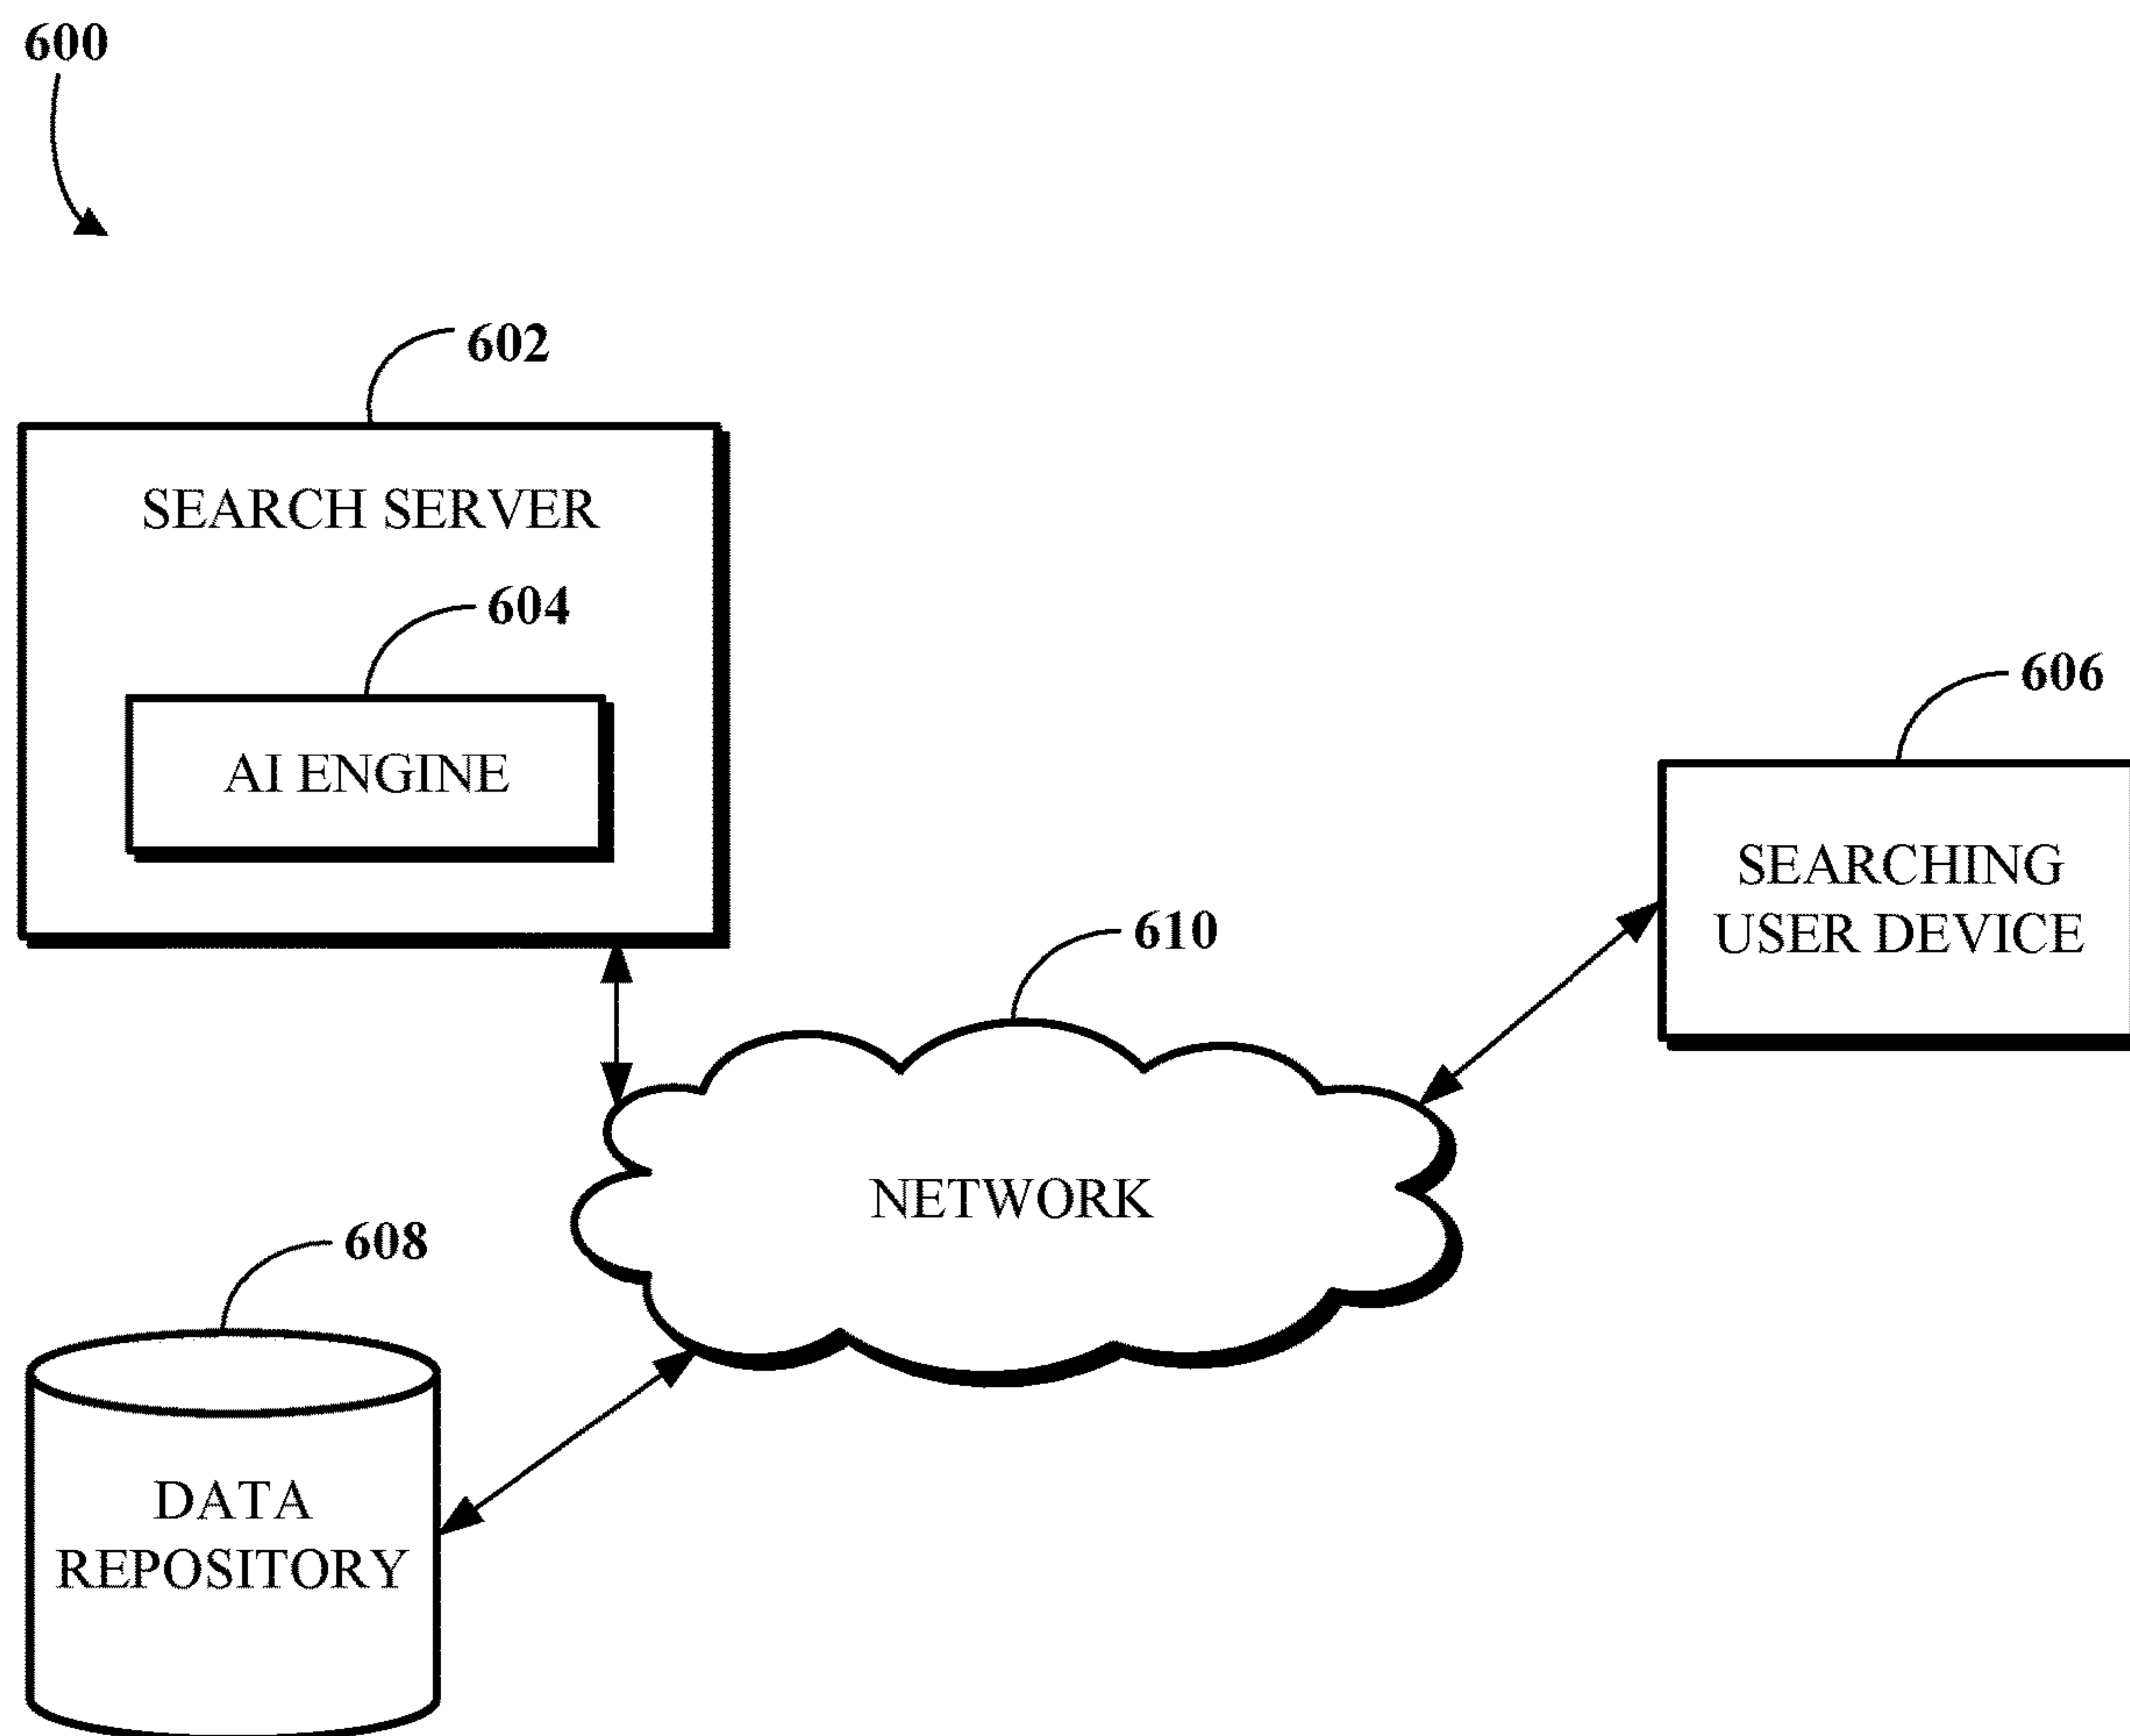 600
602
SEARCH SERVER
604
AI ENGINE
606
SEARCHING
USER DEVICE
610
NETWORK
608
DATA
REPOSITORY